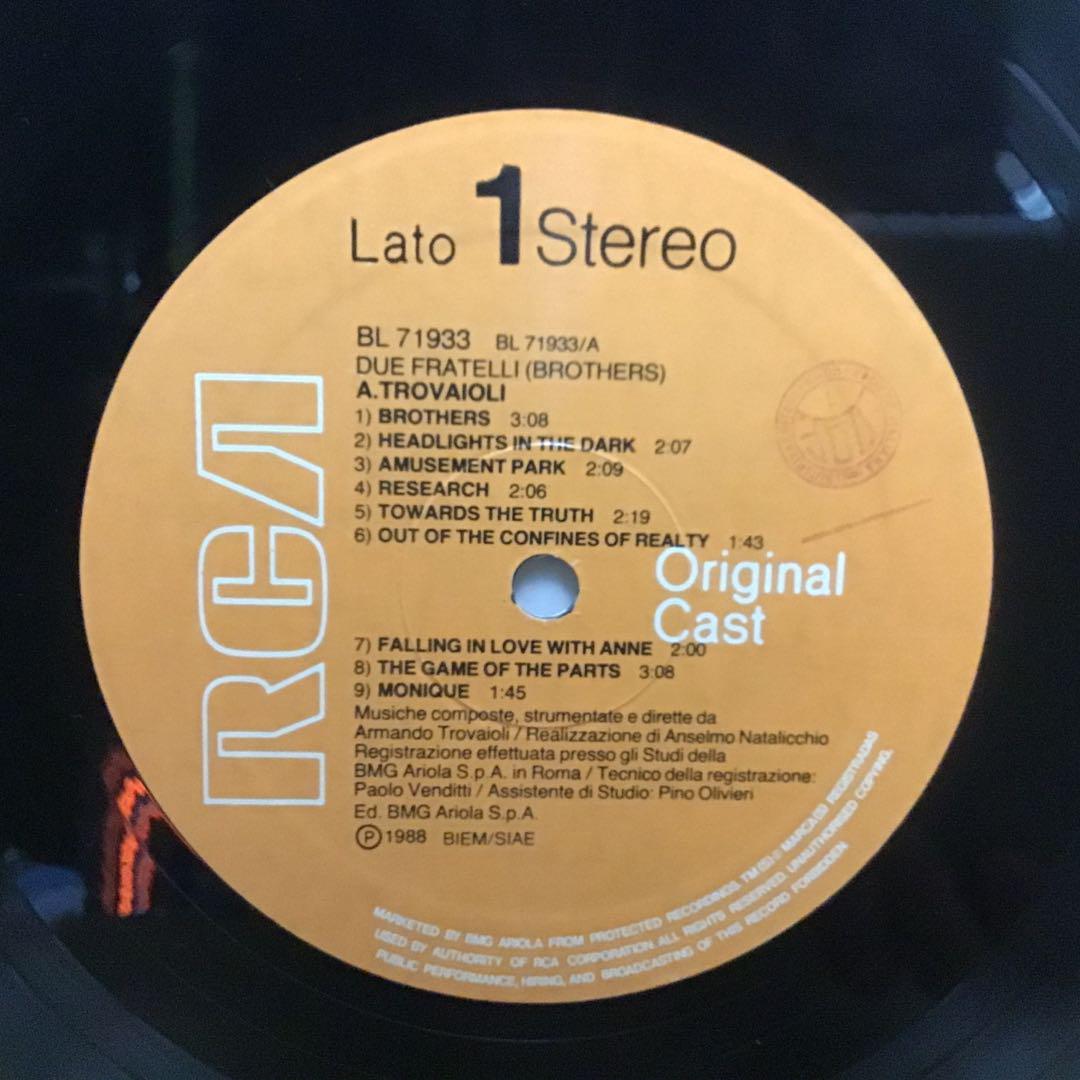 Lato 1 Stereo
BL 71933 BL 71933/A
DUE FRATELLI (BROTHERS)
A.TROVAIOLI
1) BROTHERS 3:08
2) HEADLIGHTS IN THE DARK 2:07
3) AMUSEMENT PARK 2:09
4) RESEARCH 2:06
5) TOWARDS THE TRUTH 2:19
6) OUT OF THE CONFINES OF REALTY 1:43
RCA
Original
Cast
7) FALLING IN LOVE WITH ANNE 2:00
8) THE GAME OF THE PARTS 3:08
9) MONIQUE 1:45
Musiche composte, strumentate e dirette da
Armando Trovaioli / Realizzazione di Anselmo Natalicchio
Registrazione effettuata presso gli Studi della
BMG Ariola S.p.A. in Roma / Tecnico della registrazione:
Paolo Venditti / Assistente di Studio: Pino Olivieri
Ed. BMG Ariola S.p.A.
Ⓟ 1988 BIEM/SIAE
MARKETED BY BMG ARIOLA FROM PROTECTED RECORDINGS. TM(S)® MARCA(S) REGISTRADAS
USED BY AUTHORITY OF RCA CORPORATION. ALL RIGHTS RESERVED. UNAUTHORISED COPYING,
PUBLIC PERFORMANCE, HIRING, AND BROADCASTING OF THIS RECORD FORBIDDEN